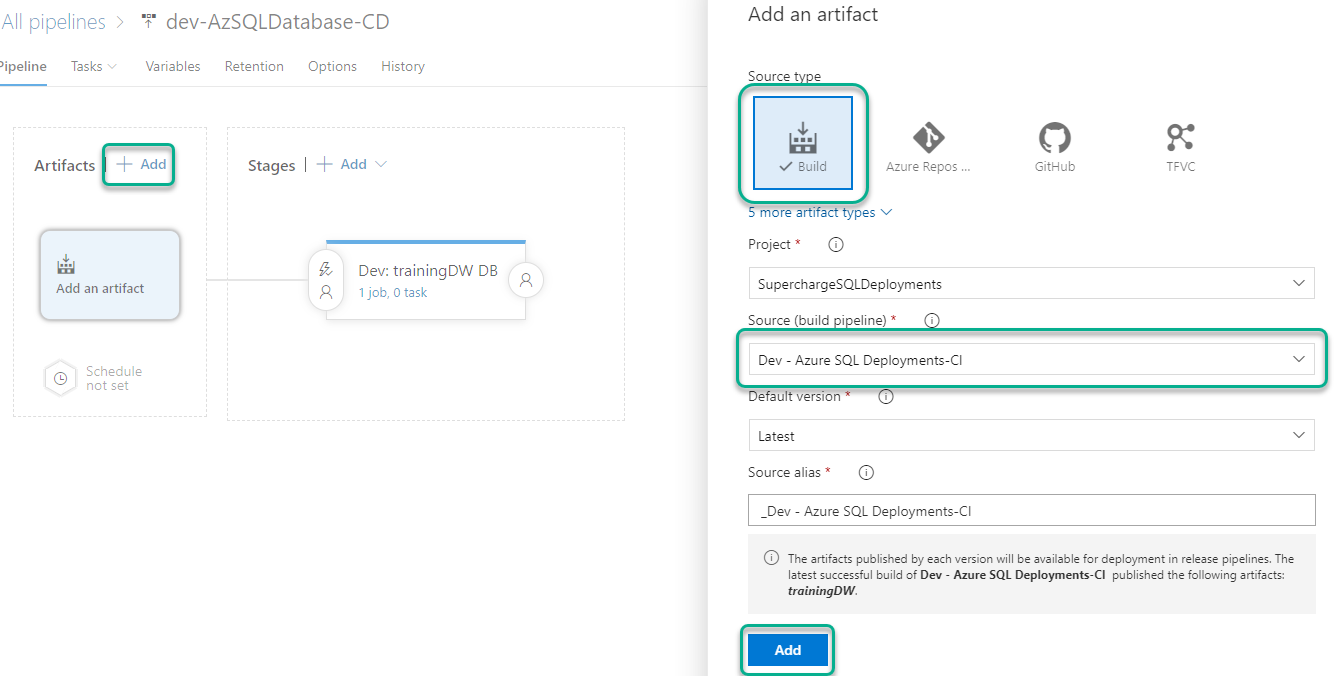 All pipelines > dev-AzSQLDatabase-CD
Pipeline Tasks Variables Retention Options History
Artifacts | + Add
Stages | + Add
Add an artifact
Dev: trainingDW DB
1 job, 0 task
Schedule
not set
Add an artifact
Source type
Build
Azure Repos ...
GitHub
TFVC
5 more artifact types
Project *
SuperchargeSQLDeployments
Source (build pipeline) *
Dev - Azure SQL Deployments-CI
Default version *
Latest
Source alias *
_Dev - Azure SQL Deployments-CI
The artifacts published by each version will be available for deployment in release pipelines. The
latest successful build of Dev - Azure SQL Deployments-CI published the following artifacts:
trainingDW.
Add